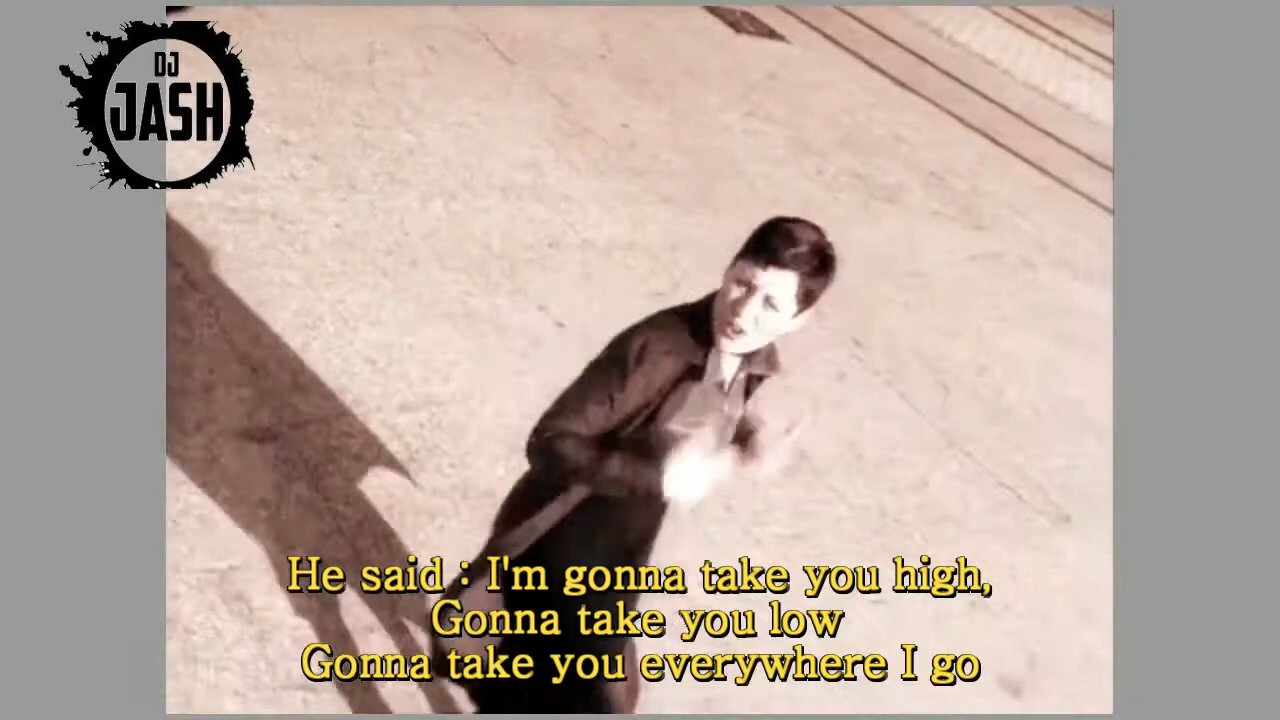 DJ
JASH
He said : I'm gonna take you high,
Gonna take you low
Gonna take you everywhere I go